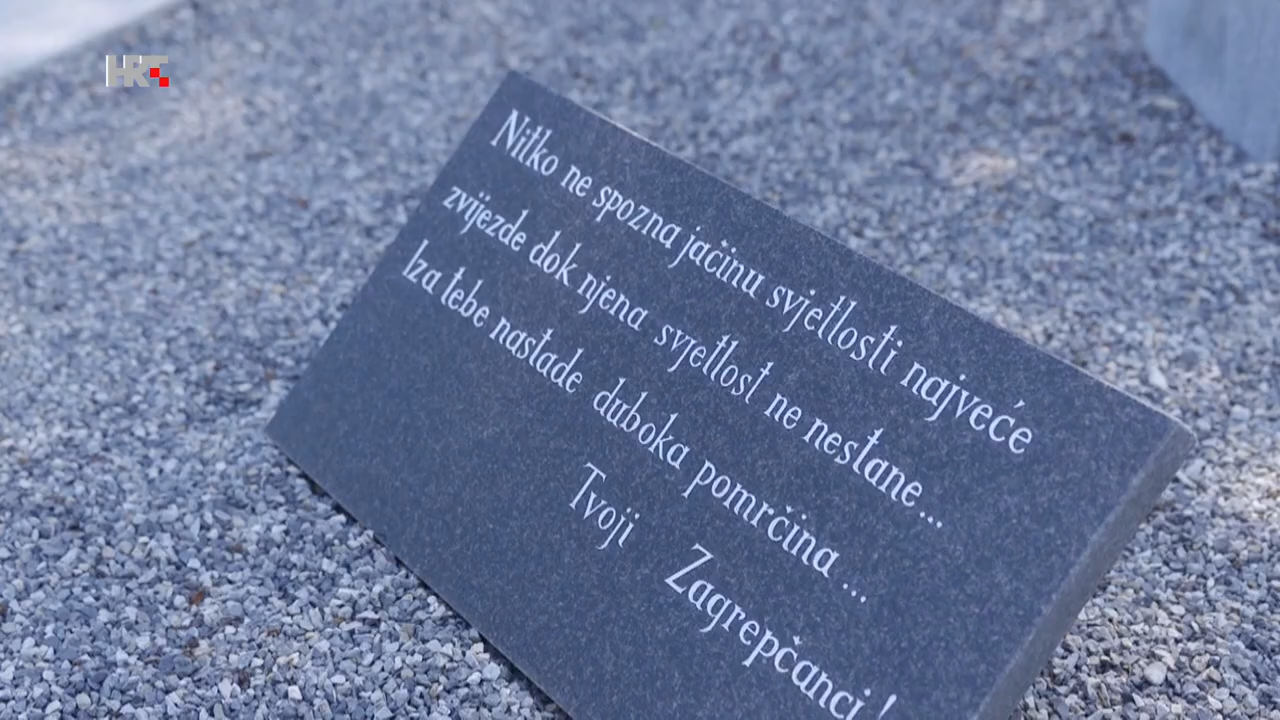 HRT
Nitko ne spozna jačinu svjetlosti najveće
zvijezde dok njena svjetlost ne nestane...
Iza tebe nastade duboka pomrčina...
Tvoji Zagrepčanci!